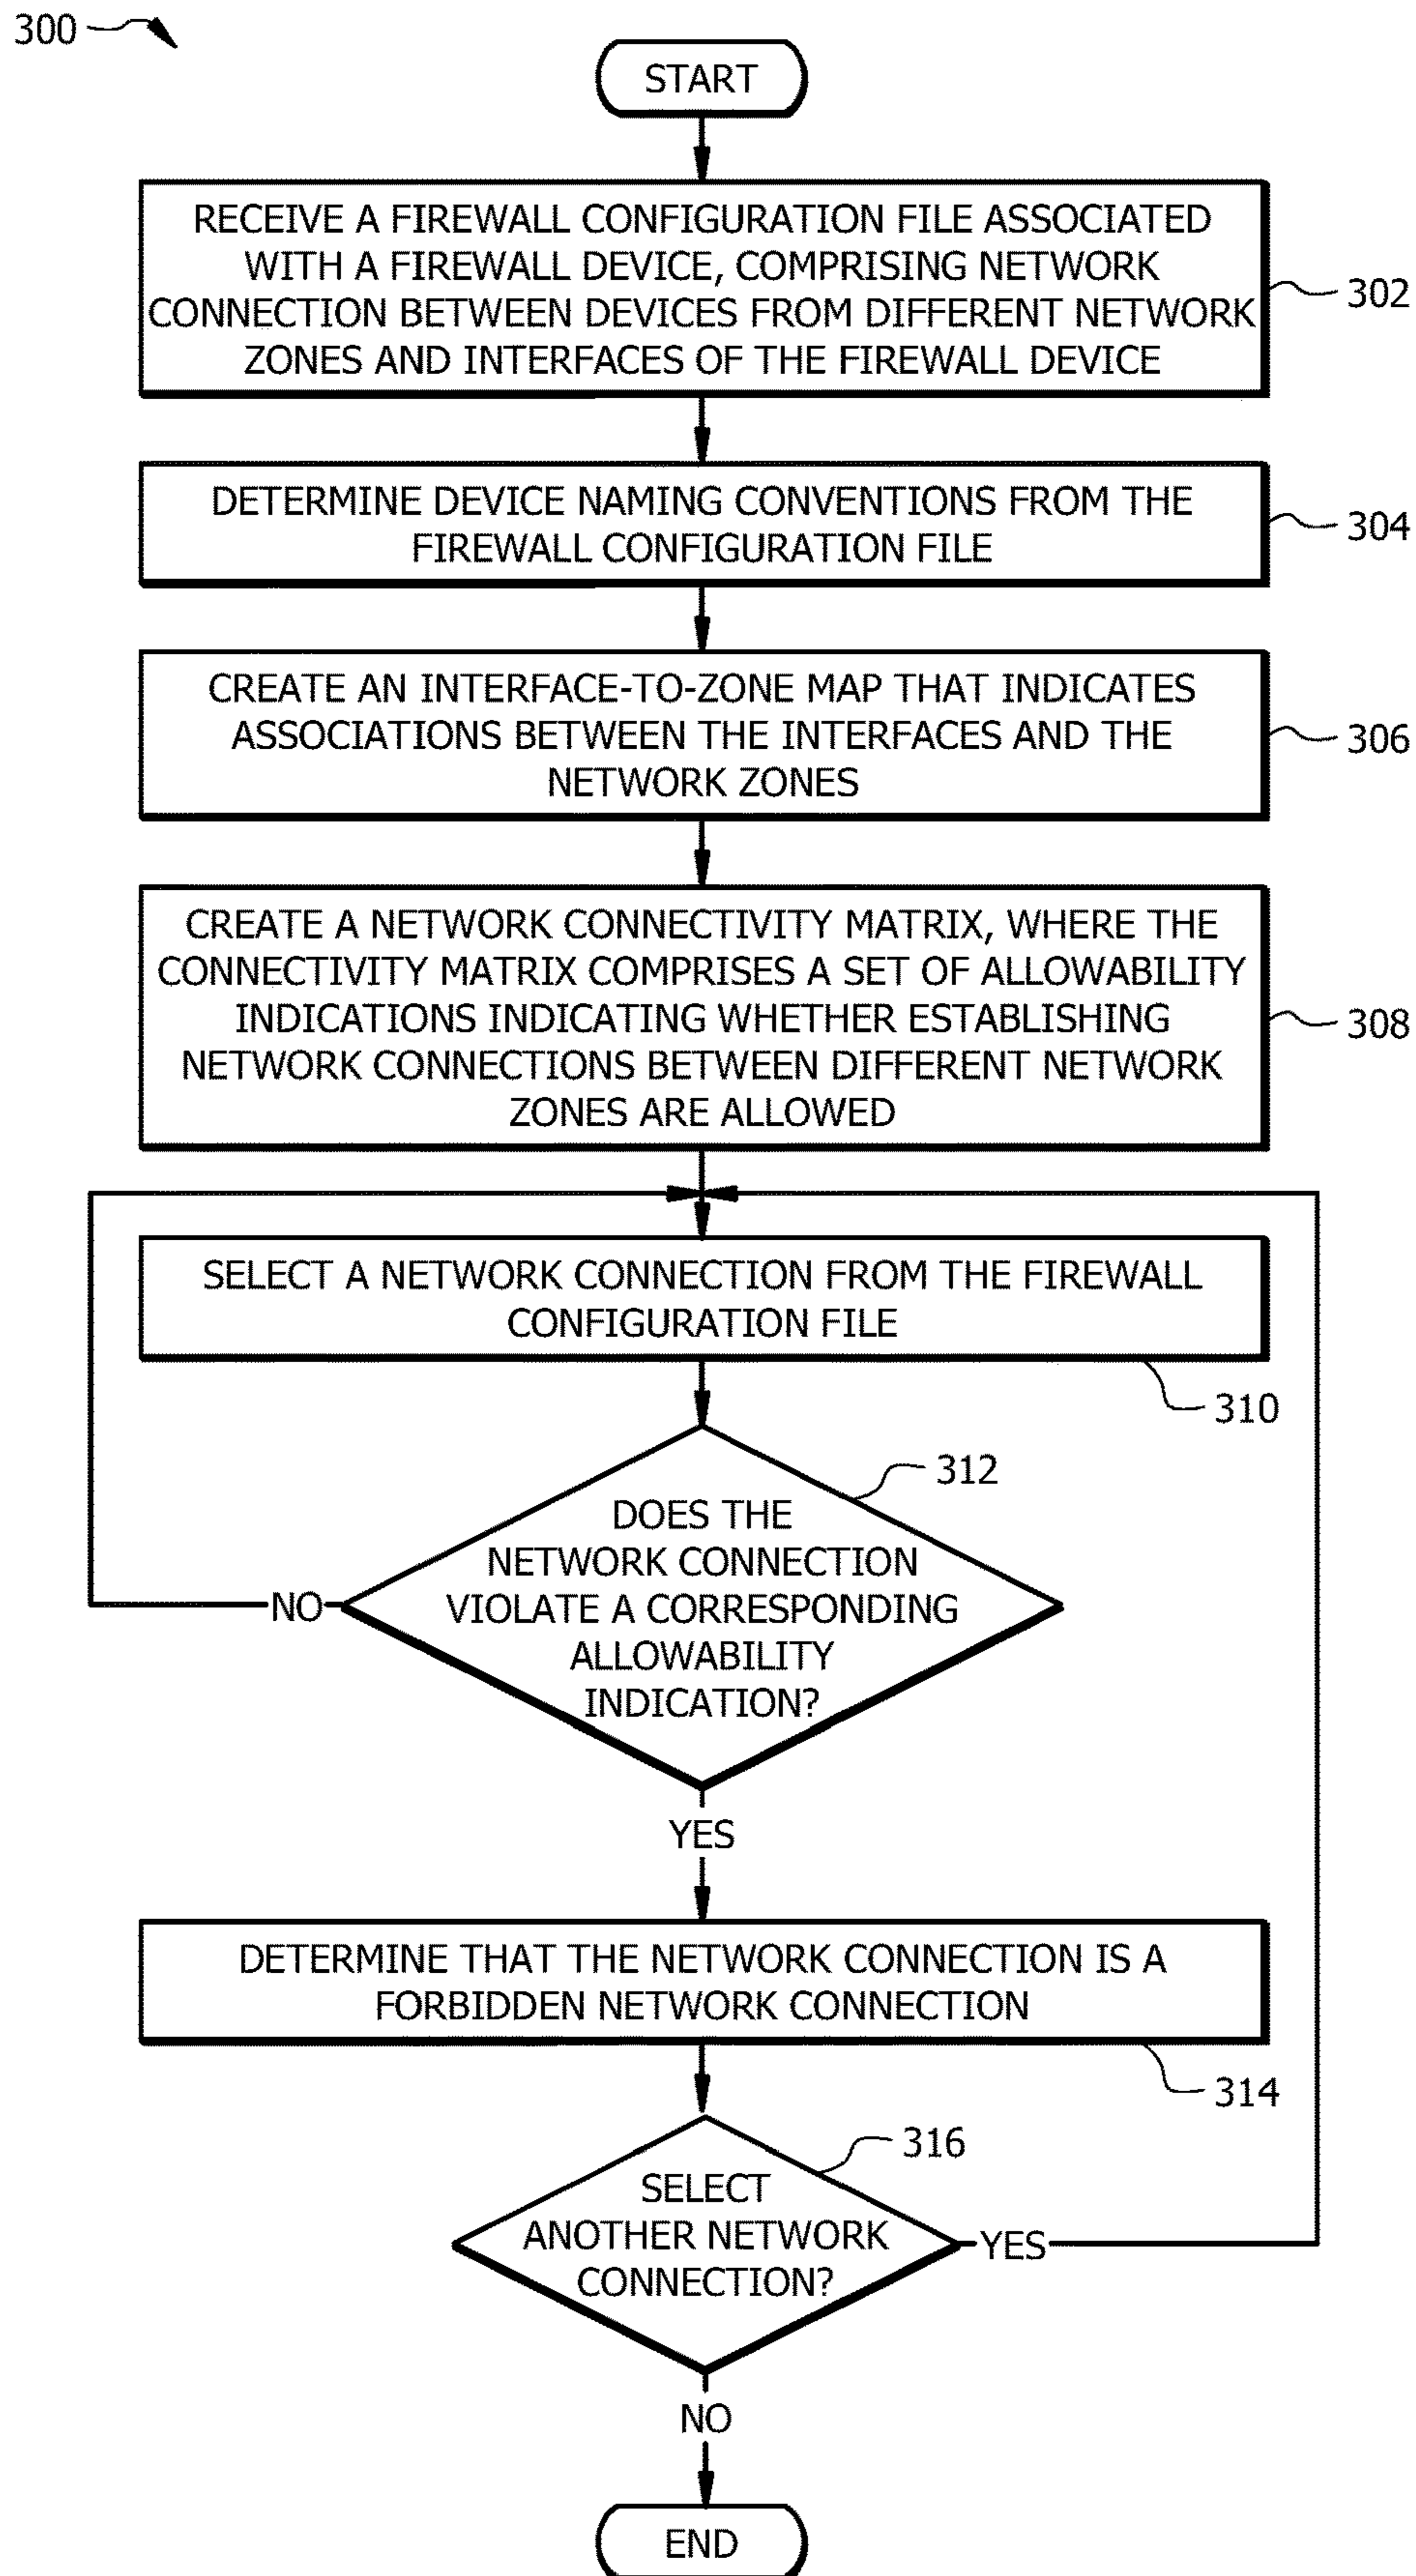 300
START
RECEIVE A FIREWALL CONFIGURATION FILE ASSOCIATED
WITH A FIREWALL DEVICE, COMPRISING NETWORK
CONNECTION BETWEEN DEVICES FROM DIFFERENT NETWORK
ZONES AND INTERFACES OF THE FIREWALL DEVICE
302
DETERMINE DEVICE NAMING CONVENTIONS FROM THE
FIREWALL CONFIGURATION FILE
304
CREATE AN INTERFACE-TO-ZONE MAP THAT INDICATES
ASSOCIATIONS BETWEEN THE INTERFACES AND THE
NETWORK ZONES
306
CREATE A NETWORK CONNECTIVITY MATRIX, WHERE THE
CONNECTIVITY MATRIX COMPRISES A SET OF ALLOWABILITY
INDICATIONS INDICATING WHETHER ESTABLISHING
NETWORK CONNECTIONS BETWEEN DIFFERENT NETWORK
ZONES ARE ALLOWED
308
SELECT A NETWORK CONNECTION FROM THE FIREWALL
CONFIGURATION FILE
310
312
DOES THE
NETWORK CONNECTION
VIOLATE A CORRESPONDING
ALLOWABILITY
INDICATION?
NO
YES
DETERMINE THAT THE NETWORK CONNECTION IS A
FORBIDDEN NETWORK CONNECTION
314
316
SELECT
ANOTHER NETWORK
CONNECTION?
YES
NO
END